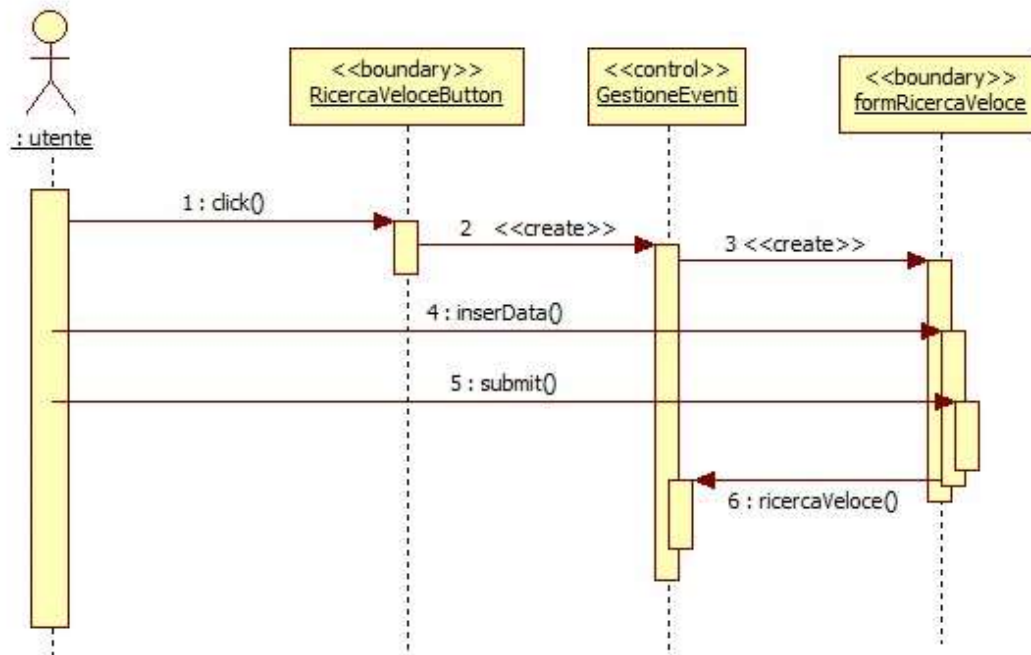 <<boundary>>
RicercaVeloceButton
<<control>>
GestioneEventi
<<boundary>>
formRicercaVeloce
: utente
1 : click()
2 <<create>>
3 <<create>>
4 : inserData()
5 : submit()
6 : ricercaVeloce()